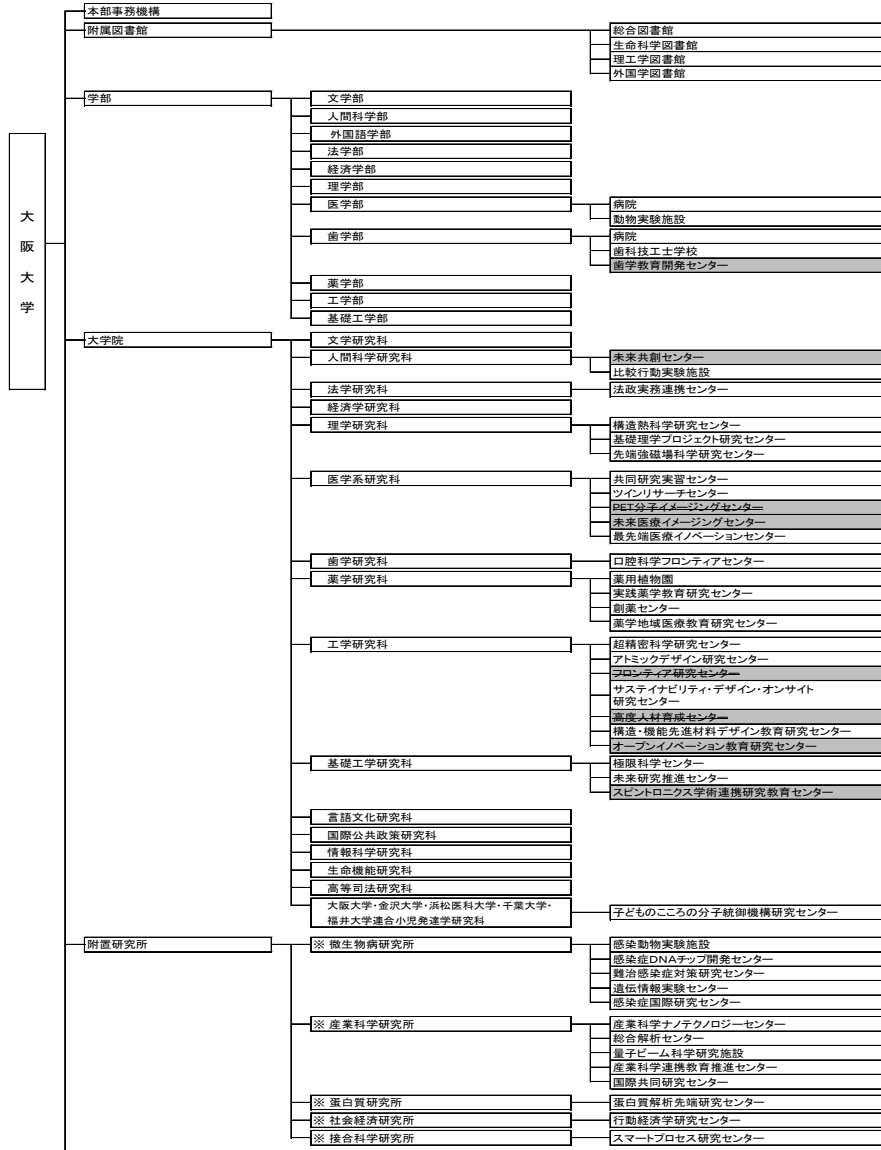 本部事務機構
附属図書館
総合図書館
生命科学図書館
理工学図書館
外国学図書館
学部
文学部
人間科学部
外国語学部
法学部
経済学部
理学部
医学部
病院
動物実験施設
歯学部
病院
歯科技工士学校
歯学教育開発センター
薬学部
工学部
基礎工学部
大阪大学
大学院
文学研究科
人間科学研究科
未来共創センター
比較行動実験施設
法学研究科
法政実務連携センター
経済学研究科
理学研究科
構造熱科学研究センター
基礎理学プロジェクト研究センター
先端強磁場科学研究センター
医学系研究科
共同研究実習センター
ツインリサーチセンター
PET分子イメージングセンター
未来医療イメージングセンター
最先端医療イノベーションセンター
歯学研究科
口腔科学フロンティアセンター
薬学研究科
薬用植物園
実践薬学教育研究センター
創薬センター
薬学地域医療教育研究センター
工学研究科
超精密科学研究センター
アトミックデザイン研究センター
フロンティア研究センター
サステイナビリティ・デザイン・オンサイト
研究センター
高度人材育成センター
構造・機能先進材料デザイン教育研究センター
オープンイノベーション教育研究センター
基礎工学研究科
極限科学センター
未来研究推進センター
スピントロニクス学術連携研究教育センター
言語文化研究科
国際公共政策研究科
情報科学研究科
生命機能研究科
高等司法研究科
大阪大学・金沢大学・浜松医科大学・千葉大学・
福井大学連合小児発達学研究科
子どものこころの分子統御機構研究センター
附置研究所
※ 微生物病研究所
感染動物実験施設
感染症DNAチップ開発センター
難治感染症対策研究センター
遺伝情報実験センター
感染症国際研究センター
※ 産業科学研究所
産業科学ナノテクノロジーセンター
総合解析センター
量子ビーム科学研究施設
産業科学連携教育推進センター
国際共同研究センター
※ 蛋白質研究所
蛋白質解析先端研究センター
※ 社会経済研究所
行動経済学研究センター
※ 接合科学研究所
スマートプロセス研究センター